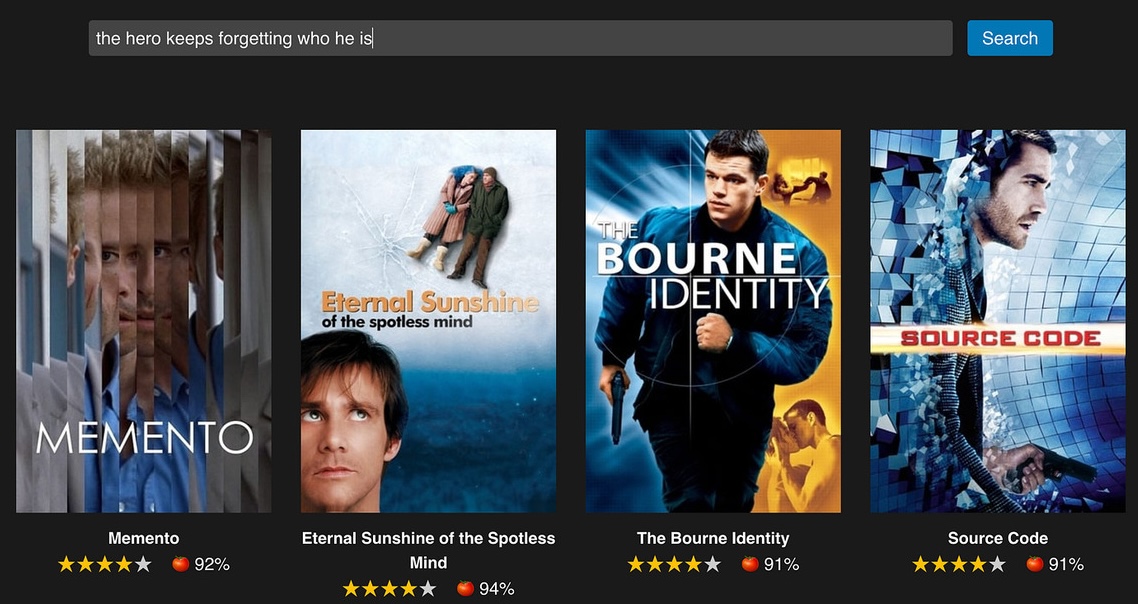 the hero keeps forgetting who he is
Search
MEMENTO
Eternal Sunshine
of the spotless mind
THE
BOURNE
IDENTITY
SOURCE CODE
Memento
92%
Eternal Sunshine of the Spotless
Mind
94%
The Bourne Identity
91%
Source Code
91%